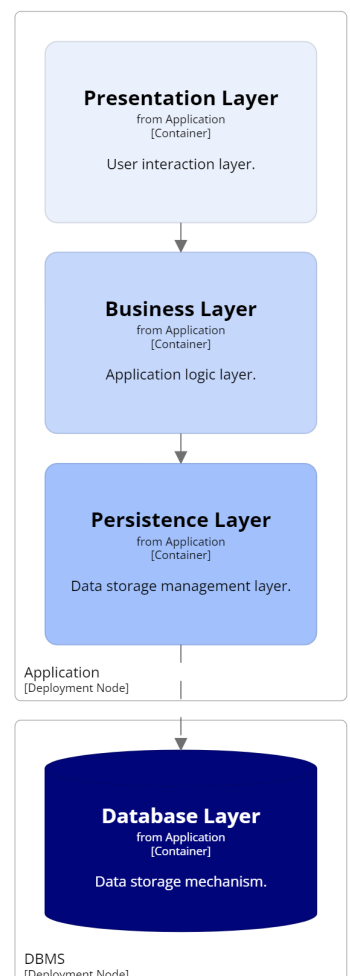 Presentation Layer
from Application
[Container]
User interaction layer.
Business Layer
from Application
[Container]
Application logic layer.
Persistence Layer
from Application
[Container]
Data storage management layer.
Application
[Deployment Node]
Database Layer
from Application
[Container]
Data storage mechanism.
DBMS
[Deployment Node]